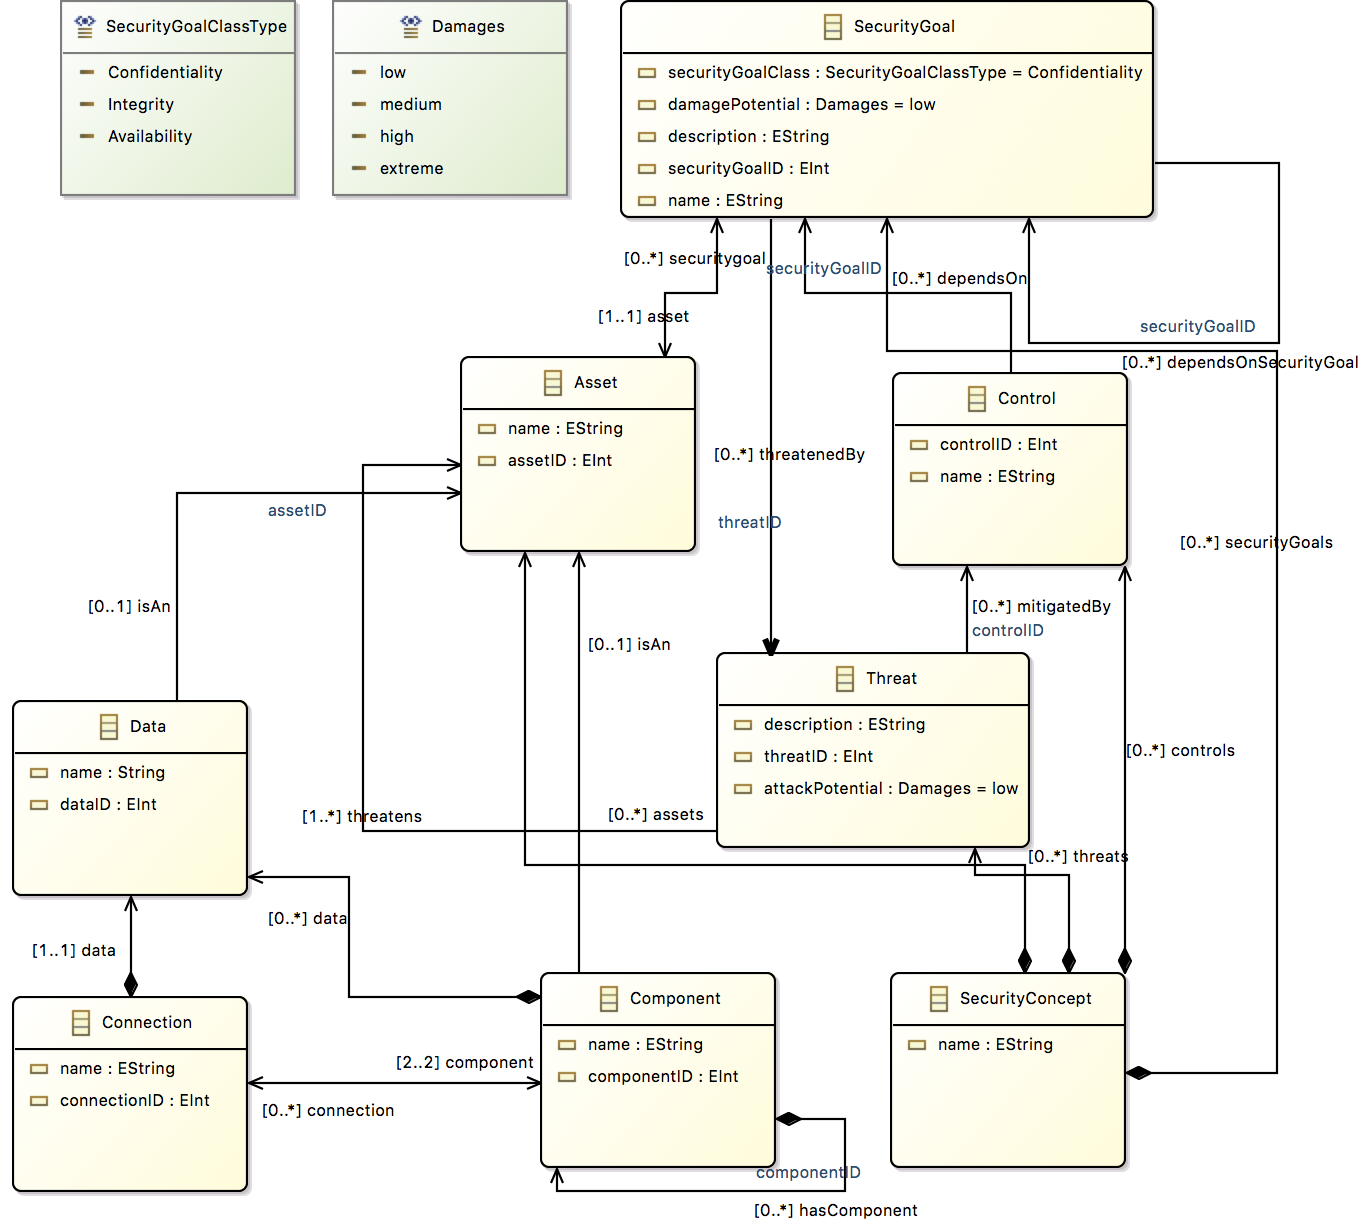 SecurityGoalClassType
Confidentiality
Integrity
Availability
Damages
low
medium
high
extreme
SecurityGoal
securityGoalClass : SecurityGoalClassType = Confidentiality
damagePotential : Damages = low
description : EString
securityGoalID : EInt
name : EString
[0..*] securitygoal
securityGoalID
[0..*] dependsOn
[1..1] asset
securityGoalID
[0..*] dependsOnSecurityGoal
Asset
name : EString
assetID : EInt
Control
controlID : EInt
name : EString
[0..*] threatenedBy
threatID
assetID
[0..*] securityGoals
[0..1] isAn
[0..*] mitigatedBy
controlID
[0..1] isAn
Threat
description : EString
threatID : EInt
attackPotential : Damages = low
Data
name : String
dataID : EInt
[0..*] controls
[1..*] threatens
[0..*] assets
[0..*] threats
[0..*] data
[1..1] data
Connection
name : EString
connectionID : EInt
Component
name : EString
componentID : EInt
SecurityConcept
name : EString
[2..2] component
[0..*] connection
componentID
[0..*] hasComponent